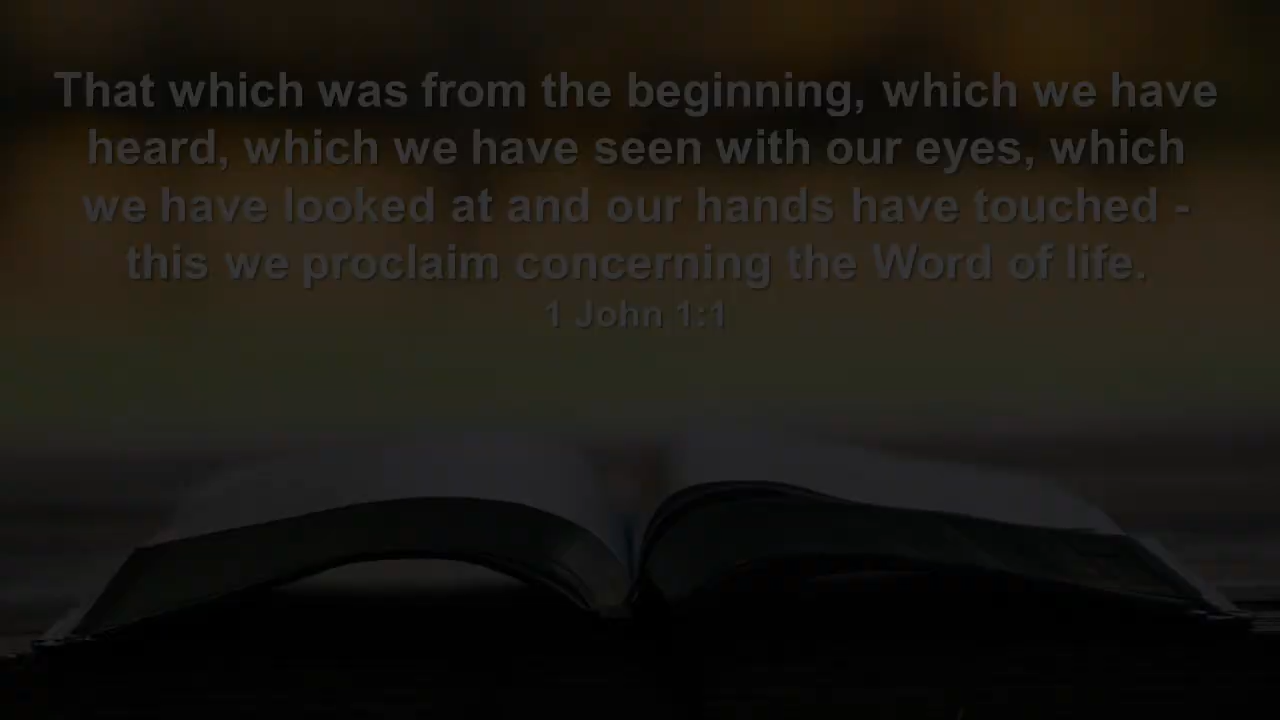 That which was from the beginning, which we have
heard, which we have seen with our eyes, which
we have looked at and our hands have touched -
this we proclaim concerning the Word of life.
1 John 1:1